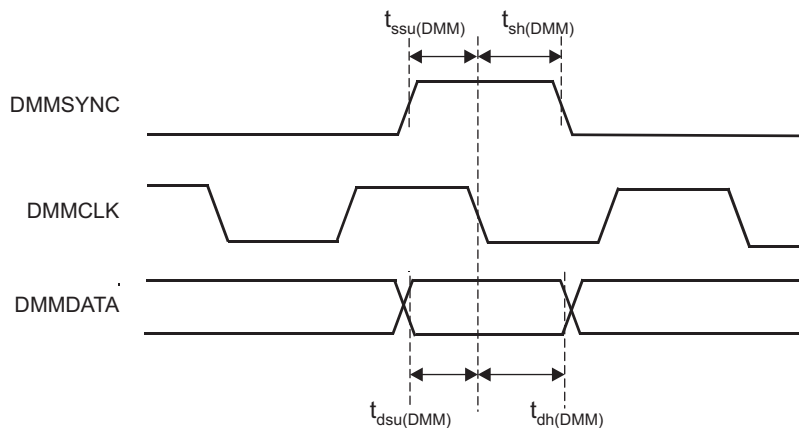 tssu(DMM) tsh(DMM)
DMMSYNC
DMMCLK
DMMDATA
tdsu(DMM) tdh(DMM)